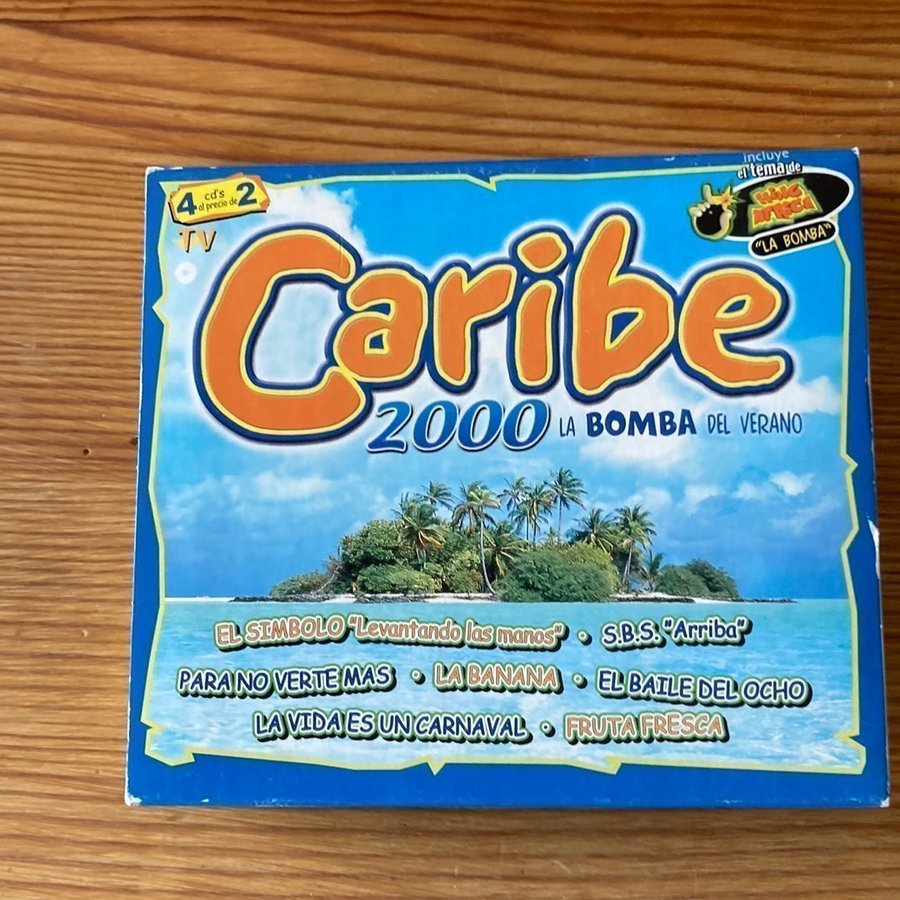 4 cd's al precio de 2
TV
incluye
el tema de
KING
AFRICA
"LA BOMBA"
Caribe
2000 LA BOMBA DEL VERANO
EL SIMBOLO "Levantando las manos" • S.B.S. "Arriba"
PARA NO VERTE MAS • LA BANANA • EL BAILE DEL OCHO
LA VIDA ES UN CARNAVAL • FRUTA FRESCA